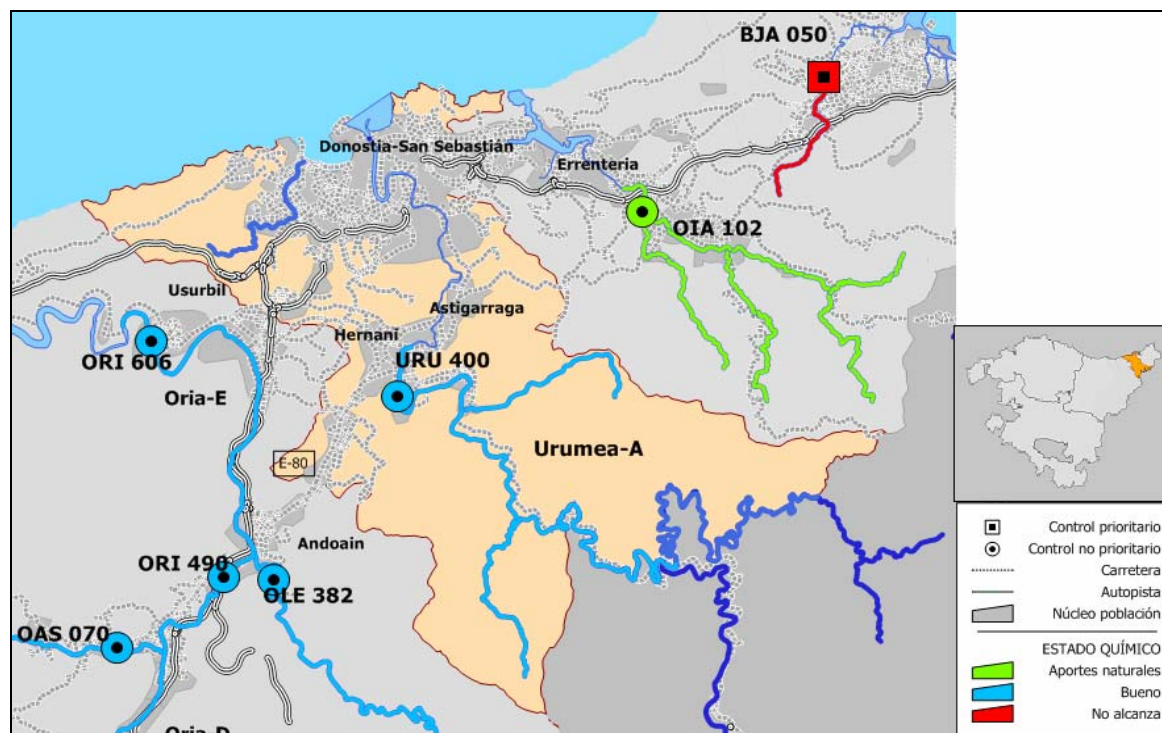 BJA 050
Donostia-San Sebastián
Errenteria
OIA 102
Usurbil
Astigarraga
Hernani
ORI 606
URU 400
Oria-E
Urumea-A
E-80
Andoain
ORI 490
OLE 382
OAS 070
Oria-D
Control prioritario
Control no prioritario
Carretera
Autopista
Núcleo población
ESTADO QUÍMICO
Aportes naturales
Bueno
No alcanza